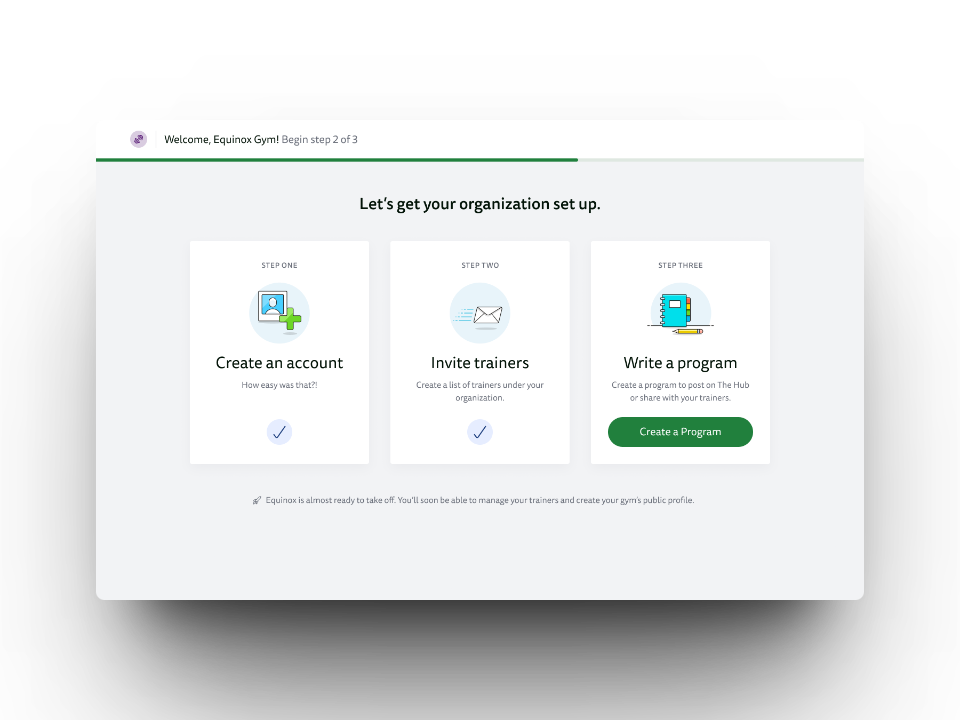 Welcome, Equinox Gym! Begin step 2 of 3
Let's get your organization set up.
STEP ONE
Create an account
How easy was that?!
STEP TWO
Invite trainers
Create a list of trainers under your
organization.
STEP THREE
Write a program
Create a program to post on The Hub
or share with your trainers.
Create a Program
Equinox is almost ready to take off. You'll soon be able to manage your trainers and create your gym's public profile.